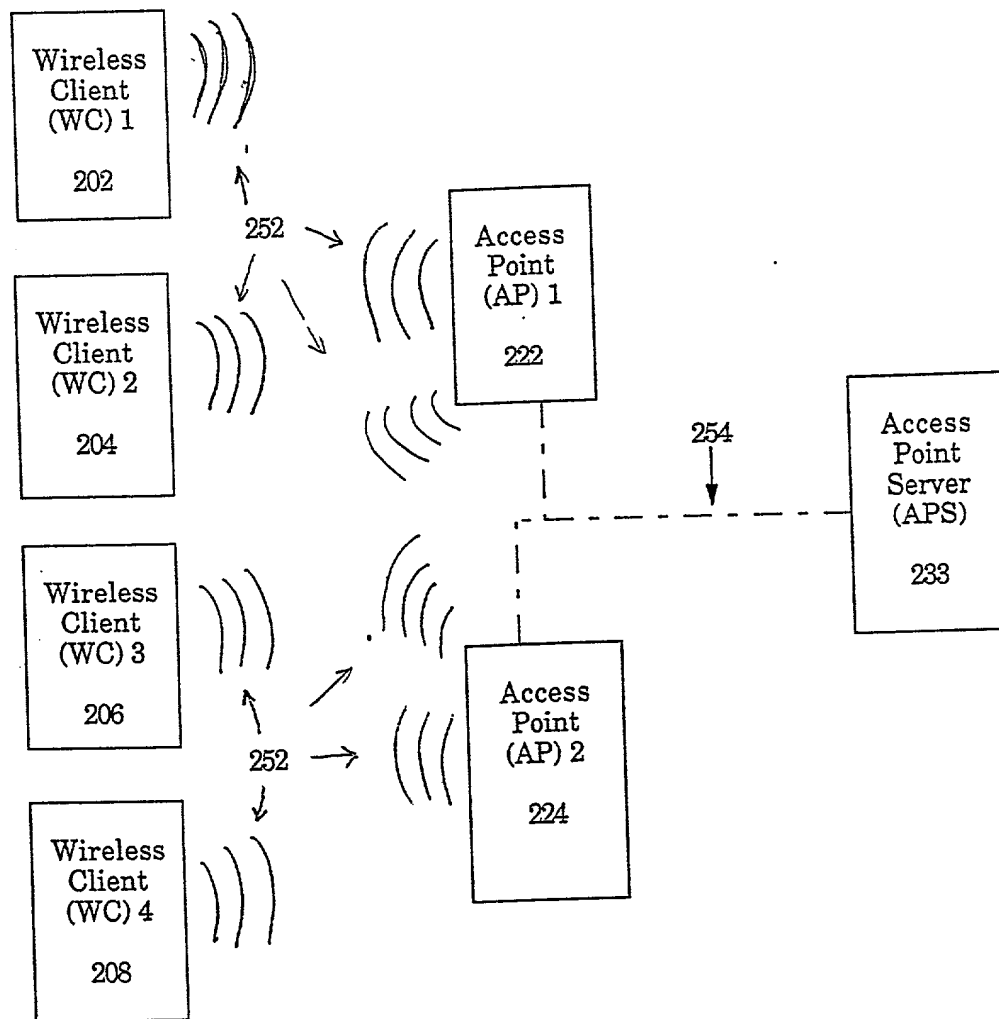 Wireless
Client
(WC) 1
202
252
Wireless
Client
(WC) 2
204
Access
Point
(AP) 1
222
254
Access
Point
Server
(APS)
233
Wireless
Client
(WC) 3
206
252
Wireless
Client
(WC) 4
208
Access
Point
(AP) 2
224